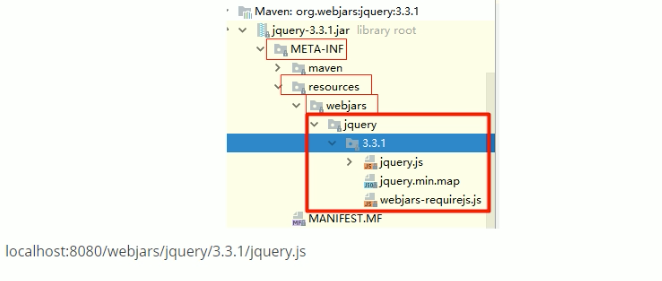 Maven: org.webjars:jquery:3.3.1
jquery-3.3.1.jar library root
META-INF
maven
resources
webjars
jquery
3.3.1
jquery.js
jquery.min.map
webjars-requirejs.js
MANIFEST.MF
localhost:8080/webjars/jquery/3.3.1/jquery.js